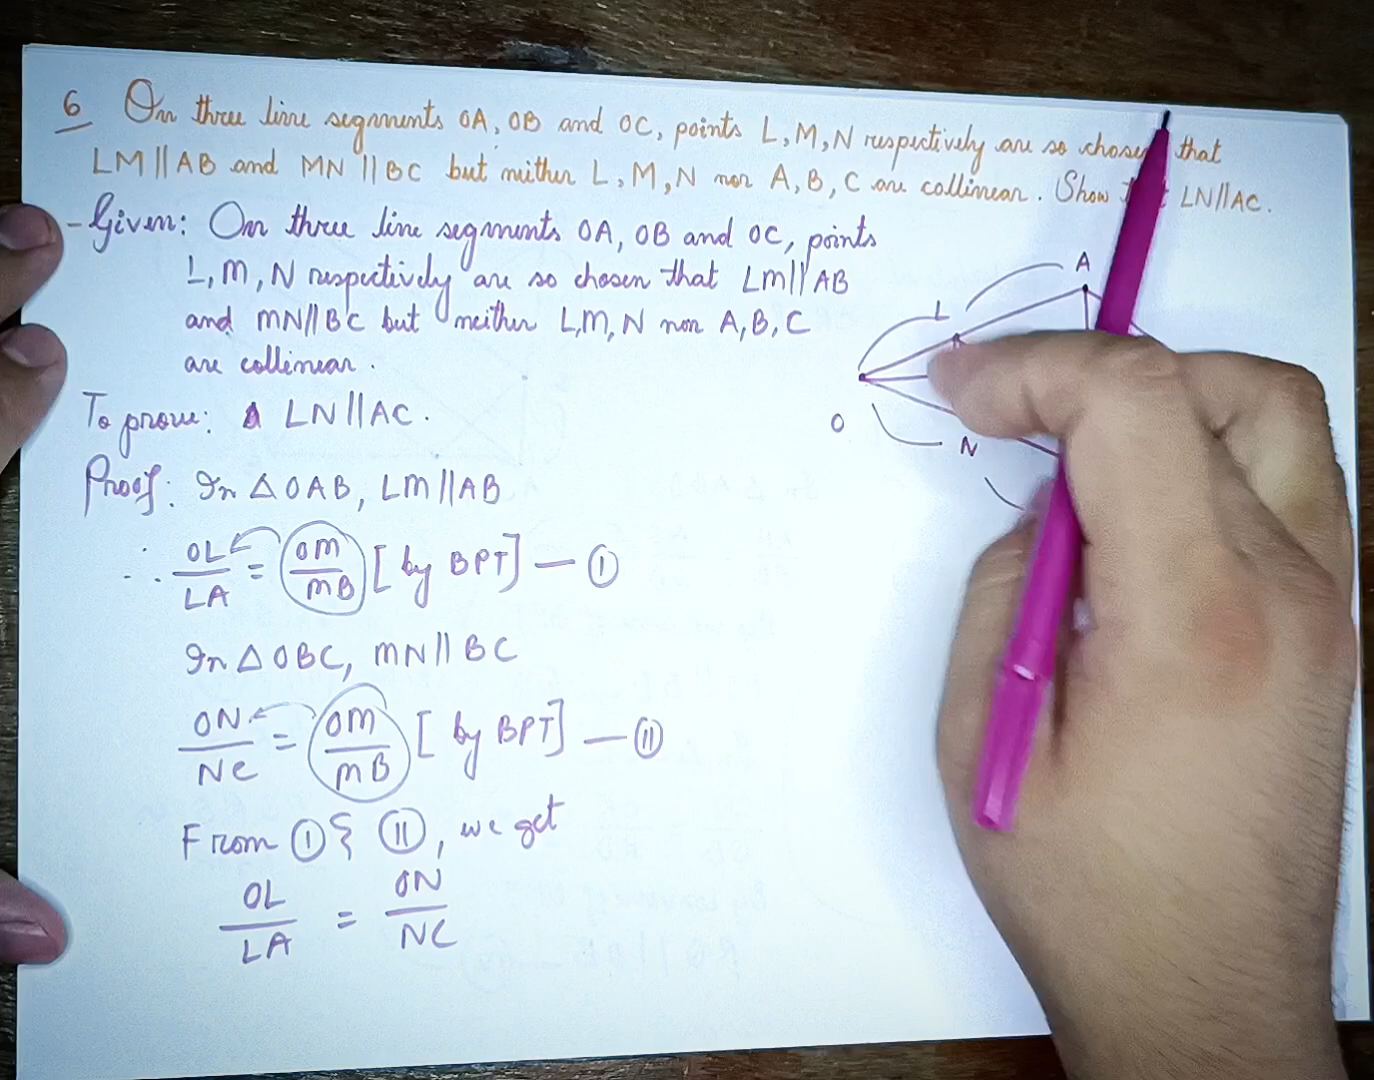 6 On three line segments OA, OB and OC, points L, M, N respectively are so chosen that
LM || AB and MN || BC but neither L, M, N nor A, B, C are collinear. Show LN || AC.
- Given: On three line segments OA, OB and OC, points
L, M, N respectively are so chosen that LM || AB
and MN || BC but neither L, M, N nor A, B, C
are collinear.
To prove: LN || AC.
Proof: In △ OAB, LM || AB
∴ OL/LA = OM/MB [by BPT] — (I)
In △ OBC, MN || BC
ON/NC = OM/MB [by BPT] — (II)
From (I) & (II), we get
OL/LA = ON/NC
A
L
O
N